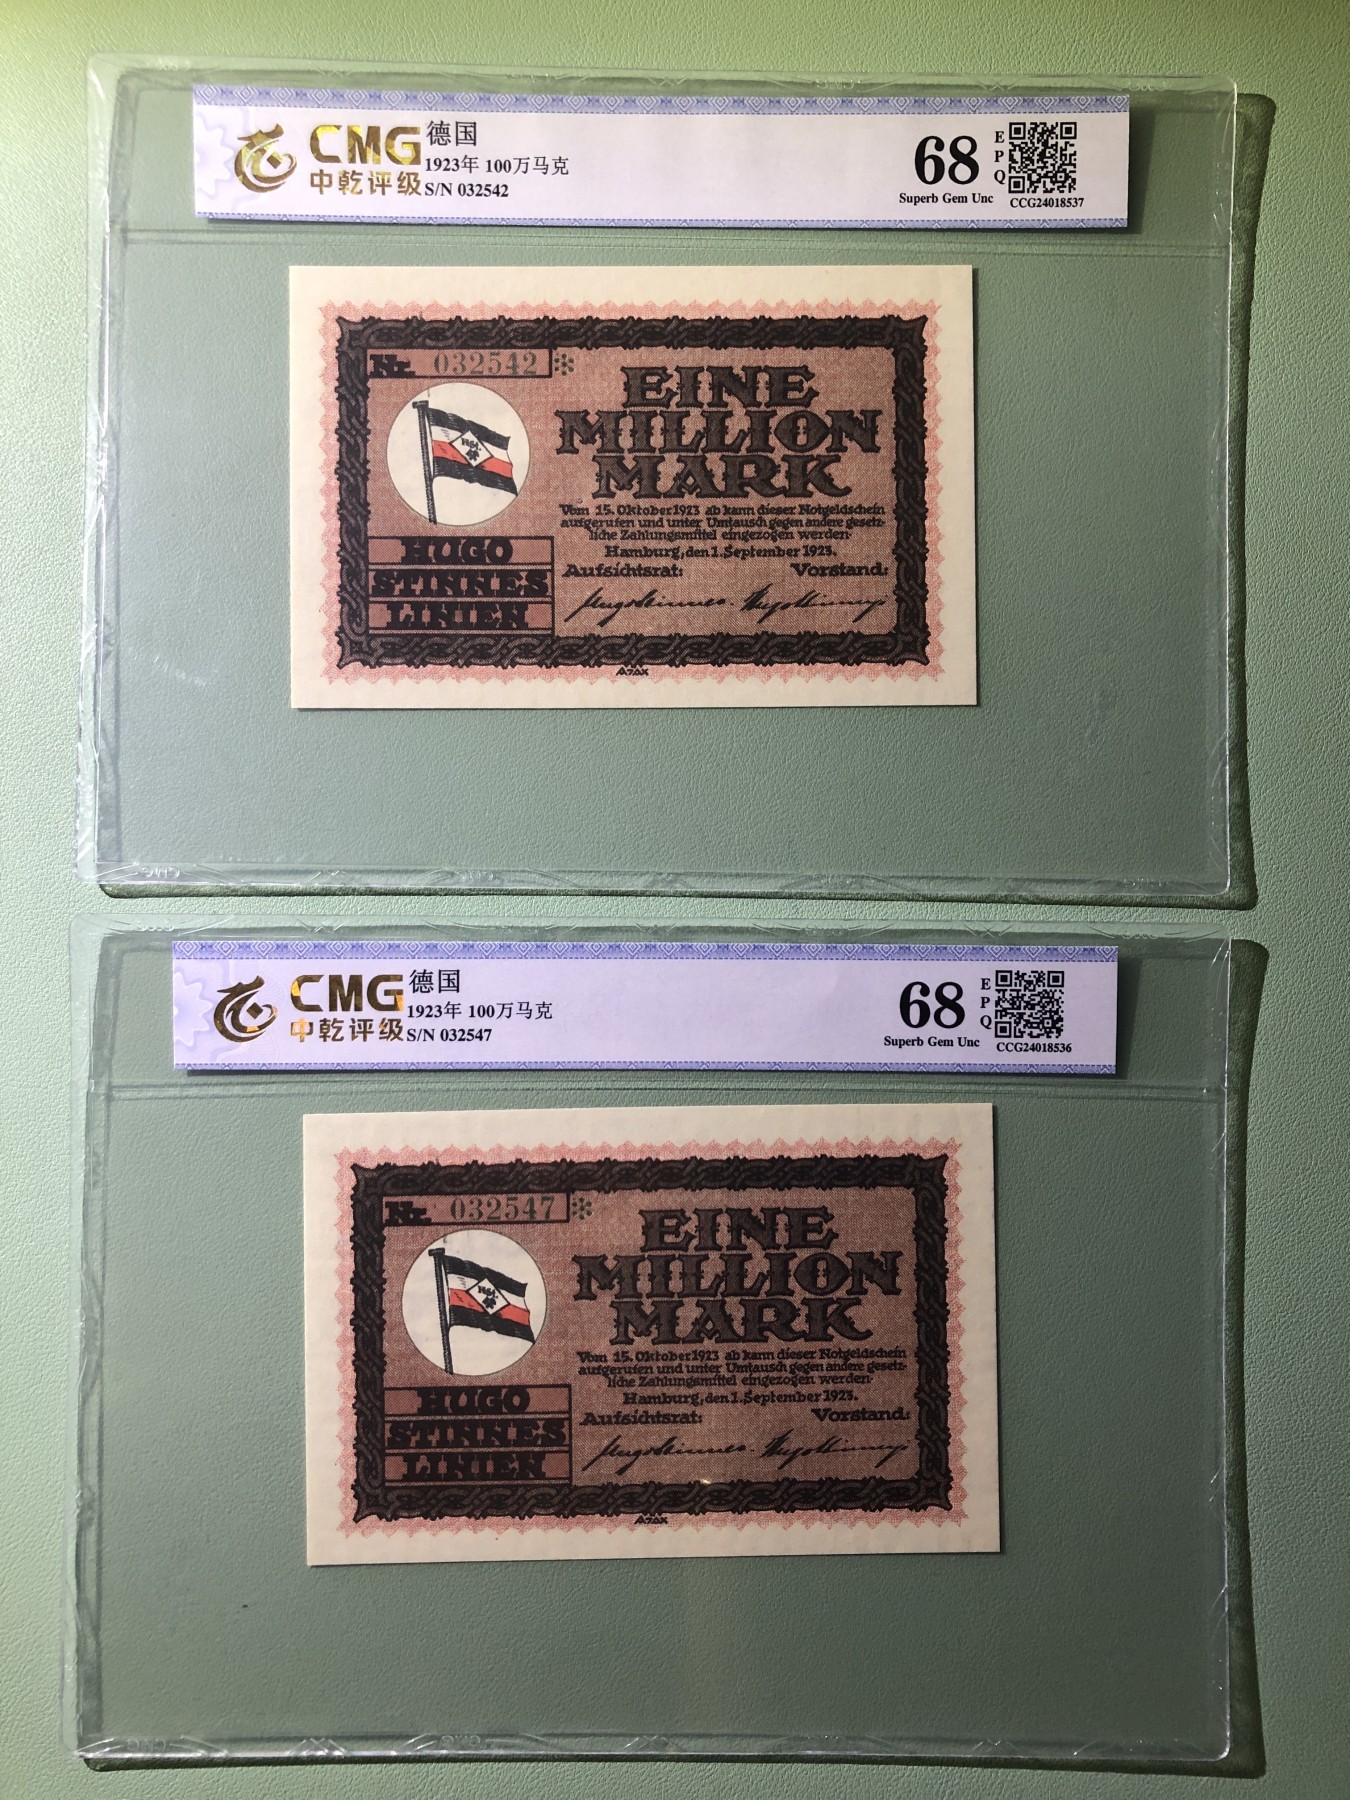 CMG
中乾评级
德国
1923年 100万马克
S/N 032542
68
Superb Gem Unc
E
P
Q
CCG24018537
Nr. 032542*
EINE
MILLION
MARK
Vom 15. Oktober 1923 ab kann dieser Notgeldschein
aufgerufen und unter Umtausch gegen andere gesetz-
liche Zahlungsmittel eingezogen werden.
Hamburg, den 1. September 1923.
Aufsichtsrat: Vorstand:
HSt.
HUGO
STINNES
LINIEN
CMG
中乾评级
德国
1923年 100万马克
S/N 032547
68
Superb Gem Unc
E
P
Q
CCG24018536
Nr. 032547*
EINE
MILLION
MARK
Vom 15. Oktober 1923 ab kann dieser Notgeldschein
aufgerufen und unter Umtausch gegen andere gesetz-
liche Zahlungsmittel eingezogen werden.
Hamburg, den 1. September 1923.
Aufsichtsrat: Vorstand:
HSt.
HUGO
STINNES
LINIEN